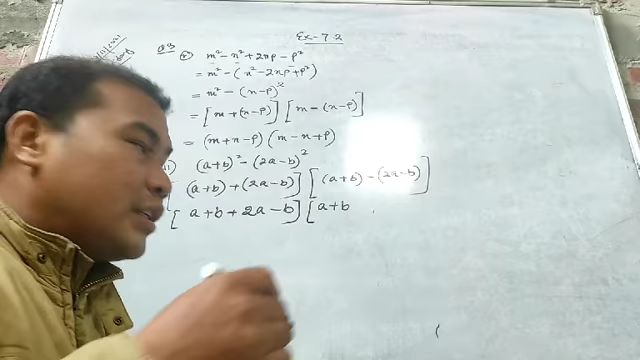 Ex-7.2
Q3
m² - n² + 2np - p²
= m² - (n² - 2np + p²)
= m² - (n-p)²
= [m + (n-p)] [m - (n-p)]
= (m+n-p) (m-n+p)
(a+b)² - (2a-b)²
(a+b) + (2a-b)] [(a+b) - (2a-b)]
[a+b + 2a-b] [a+b